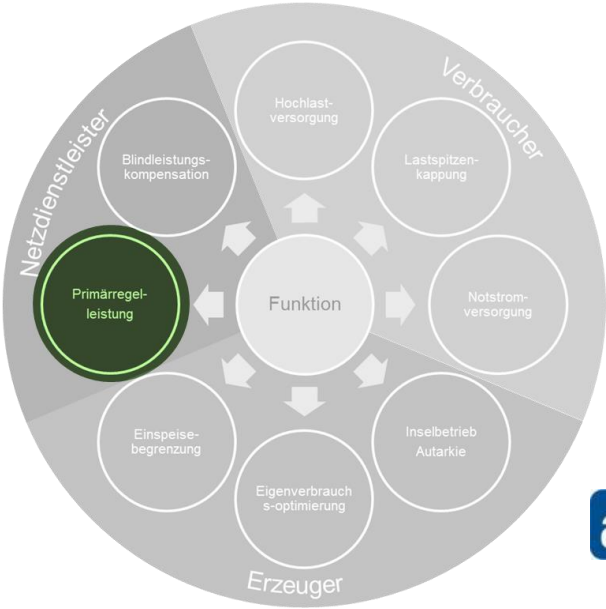 Netzdienstleister
Verbraucher
Erzeuger
Hochlast-
versorgung
Lastspitzen-
kappung
Notstrom-
versorgung
Inselbetrieb
Autarkie
Eigenverbrauch
s-optimierung
Einspeise-
begrenzung
Primärregel-
leistung
Blindleistungs-
kompensation
Funktion